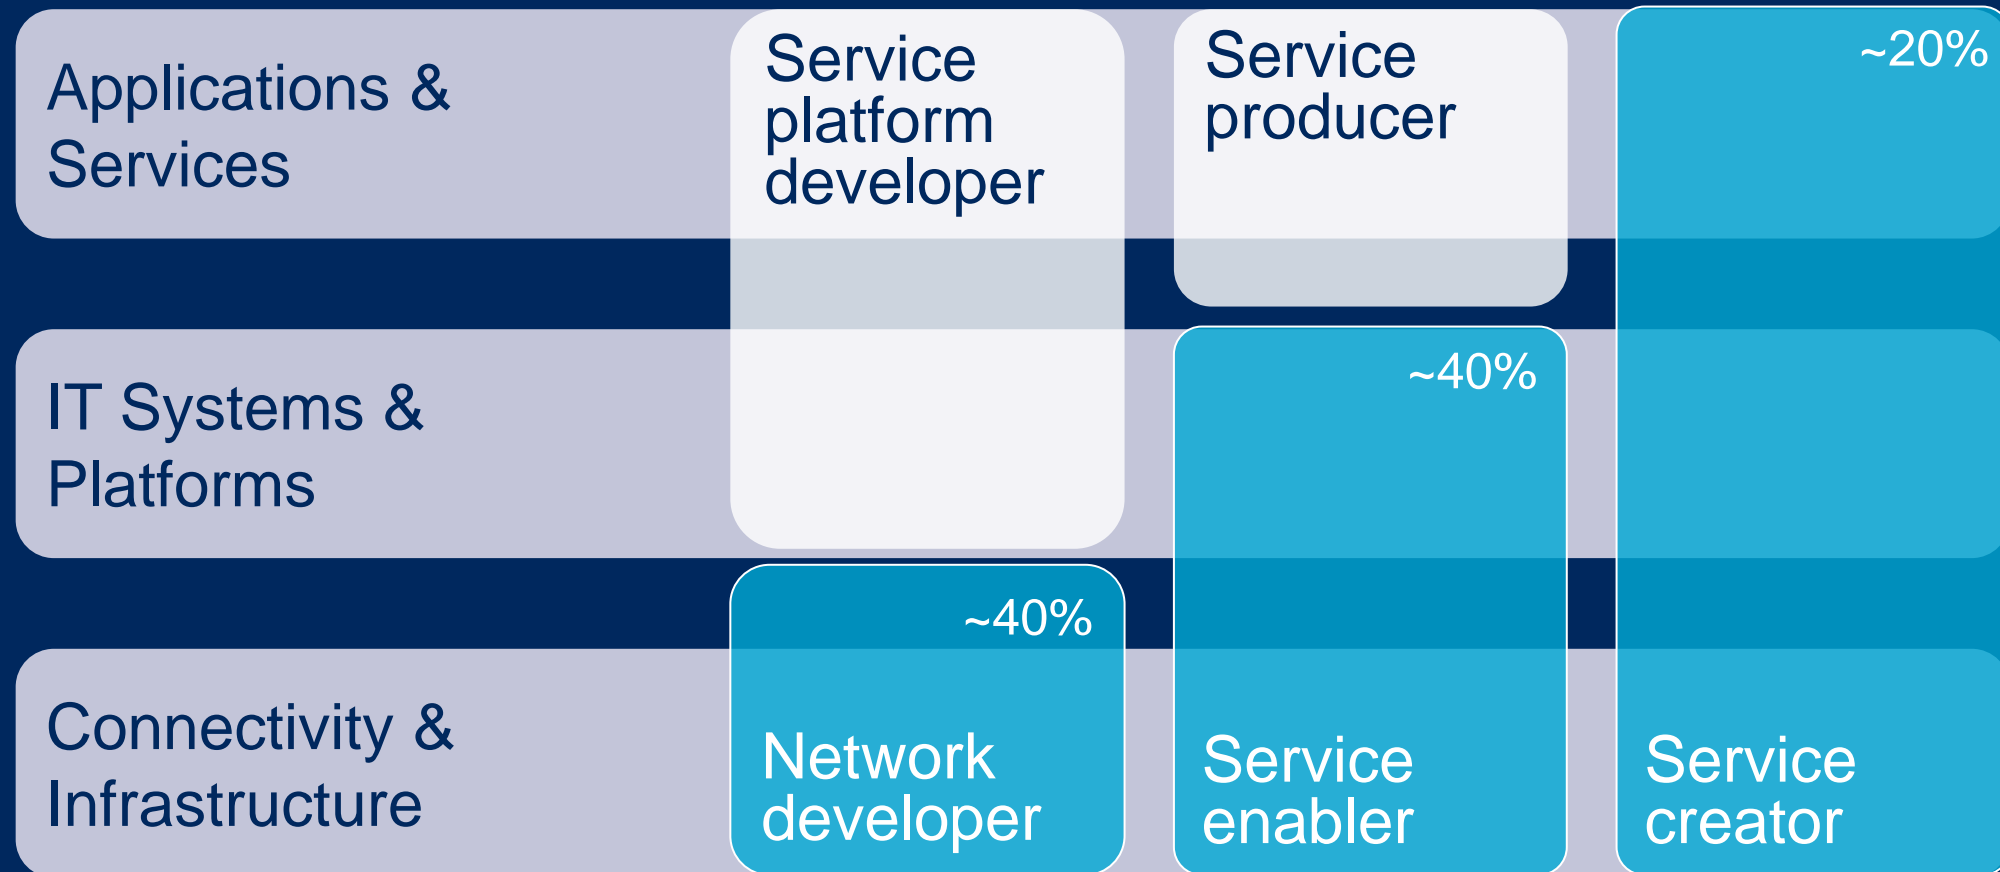 Applications &
Services
Service
platform
developer
Service
producer
~20%
IT Systems &
Platforms
~40%
~40%
Connectivity &
Infrastructure
Network
developer
Service
enabler
Service
creator